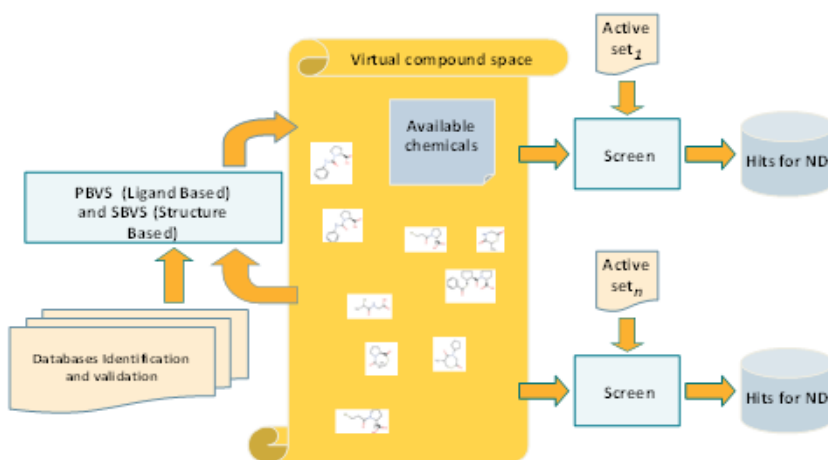 Virtual compound space
Active
set1
Available
chemicals
Screen
Hits for ND
PBVS (Ligand Based)
and SBVS (Structure
Based)
Active
setn
Databases Identification
and validation
Screen
Hits for ND